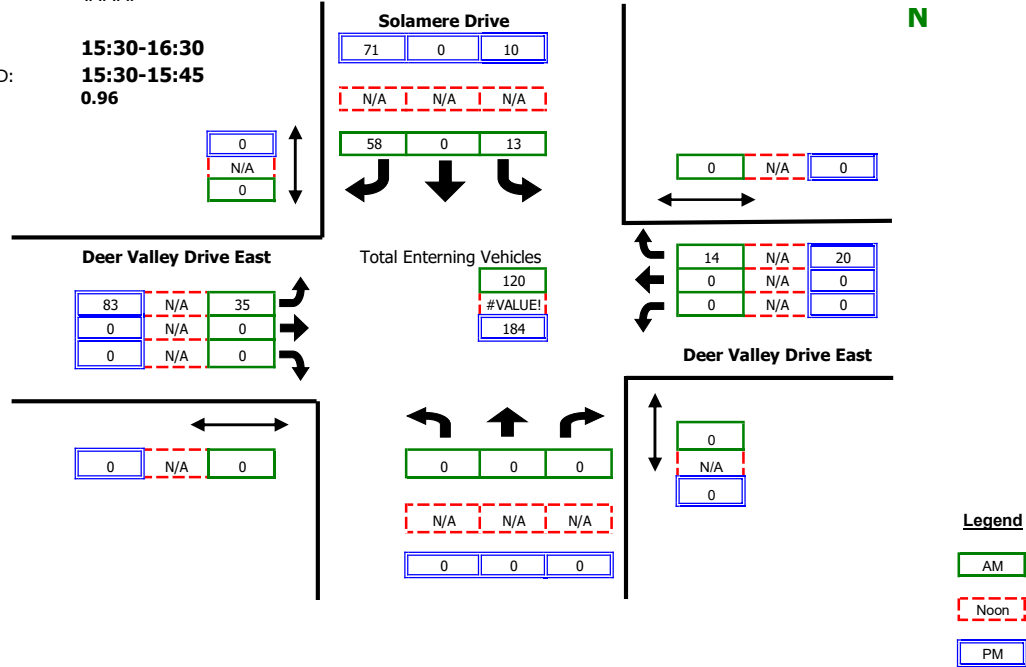 Solamere Drive
N
71 0 10
15:30-16:30
D: 15:30-15:45
0.96
N/A N/A N/A
58 0 13
0
N/A
0
0 N/A 0
Deer Valley Drive East
Total Enterning Vehicles
120
#VALUE!
184
14 N/A 20
0 N/A 0
0 N/A 0
83 N/A 35
0 N/A 0
0 N/A 0
Deer Valley Drive East
0 N/A 0
0 0 0
N/A N/A N/A
0 0 0
0
N/A
0
Legend
AM
Noon
PM